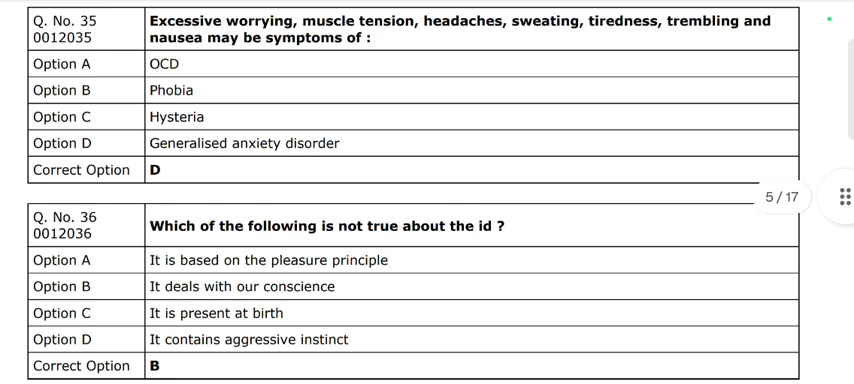 Q. No. 35
0012035
Excessive worrying, muscle tension, headaches, sweating, tiredness, trembling and
nausea may be symptoms of :
Option A OCD
Option B Phobia
Option C Hysteria
Option D Generalised anxiety disorder
Correct Option D
5 / 17
Q. No. 36
0012036
Which of the following is not true about the id ?
Option A It is based on the pleasure principle
Option B It deals with our conscience
Option C It is present at birth
Option D It contains aggressive instinct
Correct Option B